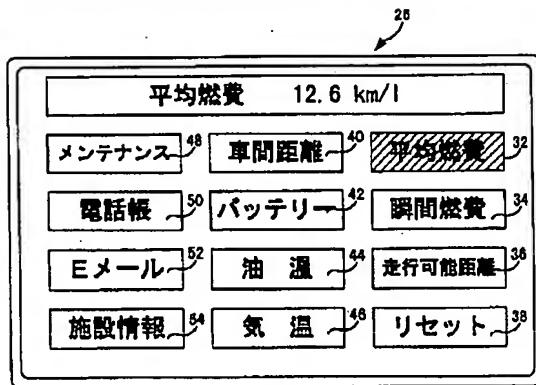 26
平均燃費 12.6 km/l
メンテナンス 48 車間距離 40 平均燃費 32
電話帳 50 バッテリー 42 瞬間燃費 34
Eメール 52 油 温 44 走行可能距離 36
施設情報 54 気 温 46 リセット 38